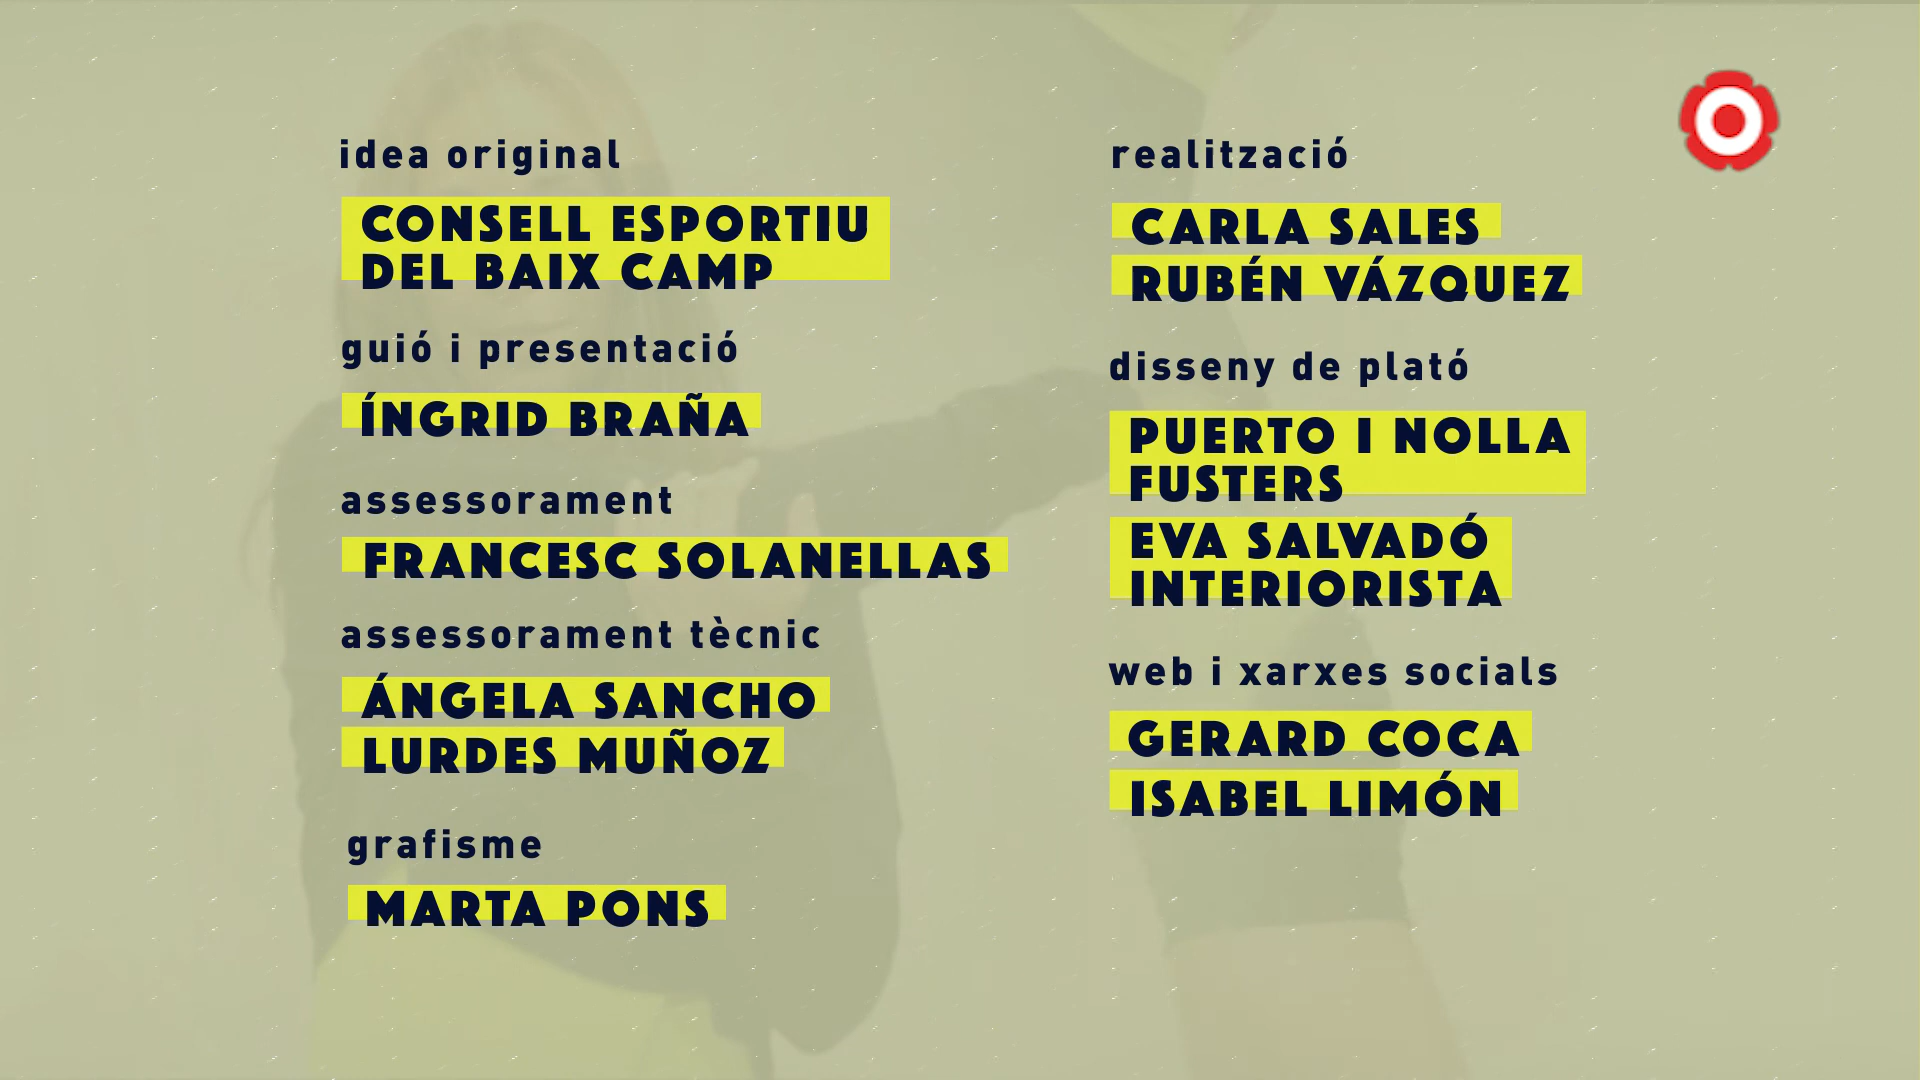 idea original
CONSELL ESPORTIU
DEL BAIX CAMP
guió i presentació
ÍNGRID BRAÑA
assessorament
FRANCESC SOLANELLAS
assessorament tècnic
ÁNGELA SANCHO
LURDES MUÑOZ
grafisme
MARTA PONS
realització
CARLA SALES
RUBÉN VÁZQUEZ
disseny de plató
PUERTO I NOLLA
FUSTERS
EVA SALVADÓ
INTERIORISTA
web i xarxes socials
GERARD COCA
ISABEL LIMÓN